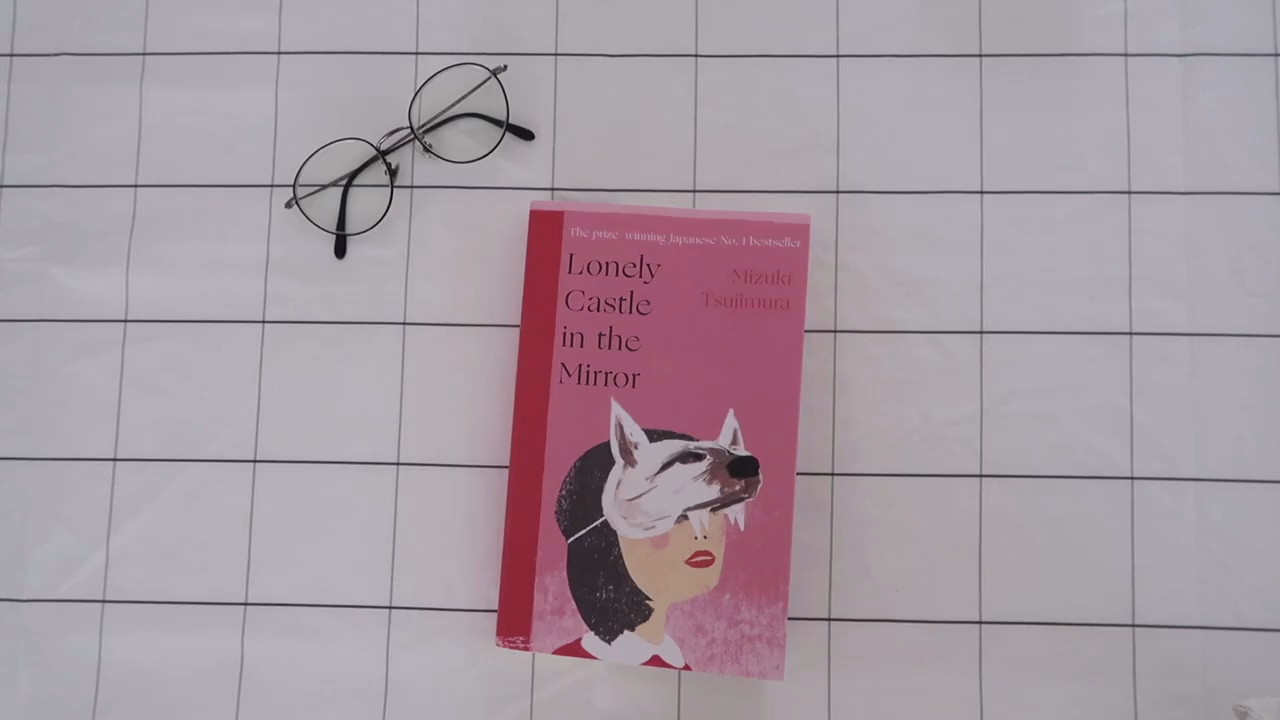 The prize-winning Japanese No. 1 bestseller
Lonely
Castle
in the
Mirror
Mizuki
Tsujimura